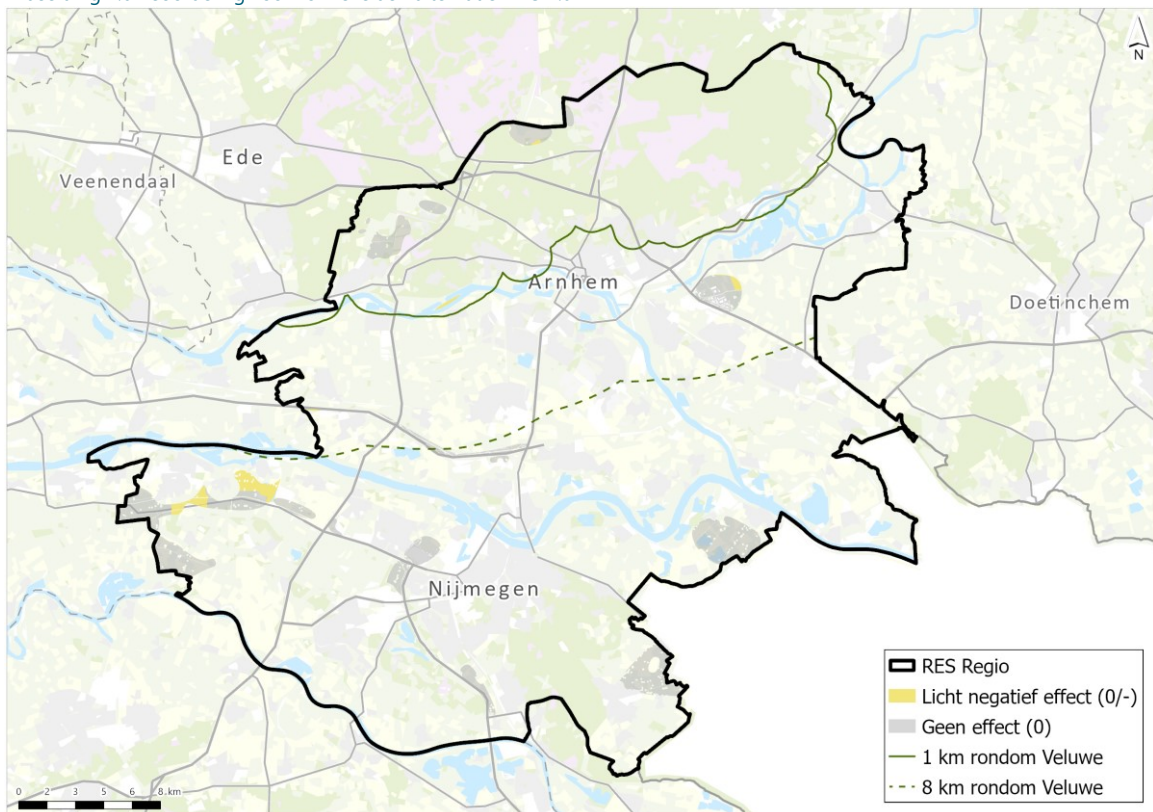 N
Ede
Veenendaal
Arnhem
Doetinchem
Nijmegen
RES Regio
Licht negatief effect (0/-)
Geen effect (0)
1 km rondom Veluwe
8 km rondom Veluwe
0 2 3 5 6 8 km